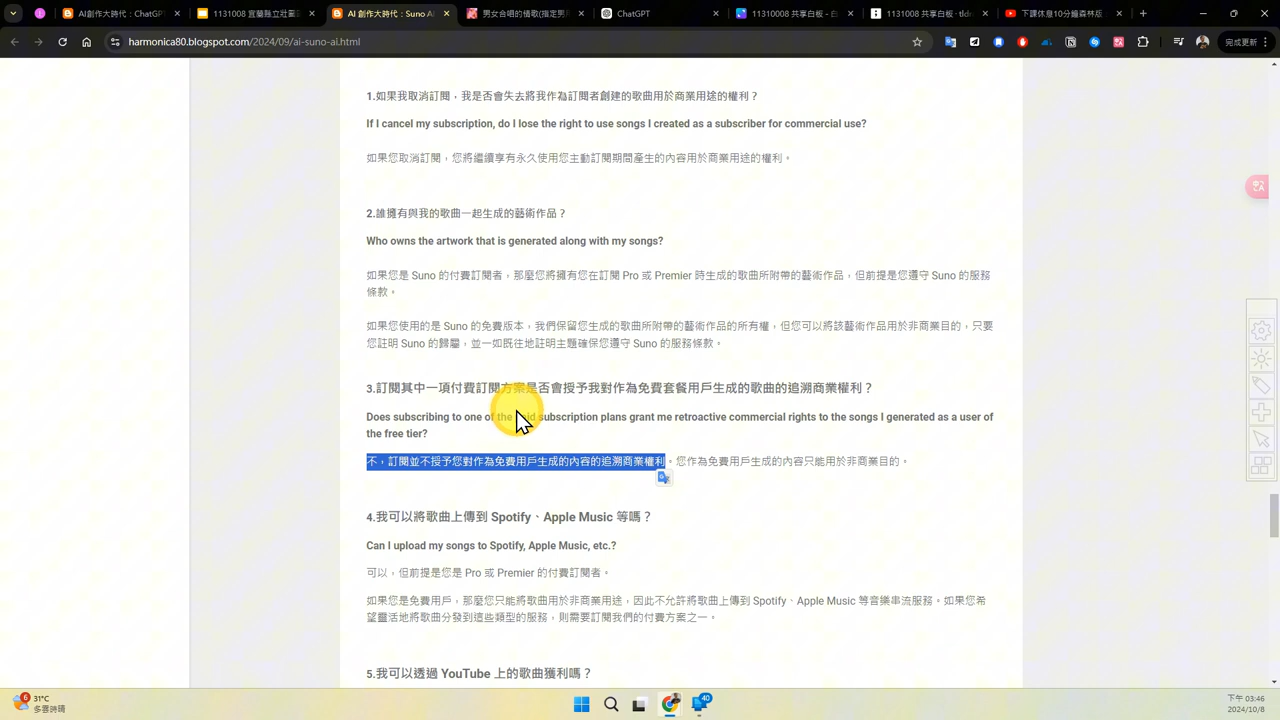 AI創作大時代：ChatGPT
1131008 宜蘭縣立壯圍
AI 創作大時代：Suno A
男女合唱的情歌(指定男
ChatGPT
11310008 共享白板 - 白
1131008 共享白板 - tlde
下課休息10分鐘森林版
harmonica80.blogspot.com/2024/09/ai-suno-ai.html
完成更新
1.如果我取消訂閱，我是否會失去將我作為訂閱者創建的歌曲用於商業用途的權利？
If I cancel my subscription, do I lose the right to use songs I created as a subscriber for commercial use?
如果您取消訂閱，您將繼續享有永久使用您主動訂閱期間產生的內容用於商業用途的權利。
2.誰擁有與我的歌曲一起生成的藝術作品？
Who owns the artwork that is generated along with my songs?
如果您是 Suno 的付費訂閱者，那麼您將擁有您在訂閱 Pro 或 Premier 時生成的歌曲所附帶的藝術作品，但前提是您遵守 Suno 的服務
條款。
如果您使用的是 Suno 的免費版本，我們保留您生成的歌曲所附帶的藝術作品的所有權，但您可以將該藝術作品用於非商業目的，只要
您註明 Suno 的歸屬，並一如既往地註明主題確保您遵守 Suno 的服務條款。
3.訂閱其中一項付費訂閱方案是否會授予我對作為免費套餐用戶生成的歌曲的追溯商業權利？
Does subscribing to one of the paid subscription plans grant me retroactive commercial rights to the songs I generated as a user of
the free tier?
不，訂閱並不授予您對作為免費用戶生成的內容的追溯商業權利。您作為免費用戶生成的內容只能用於非商業目的。
4.我可以將歌曲上傳到 Spotify、Apple Music 等嗎？
Can I upload my songs to Spotify, Apple Music, etc.?
可以，但前提是您是 Pro 或 Premier 的付費訂閱者。
如果您是免費用戶，那麼您只能將歌曲用於非商業用途，因此不允許將歌曲上傳到 Spotify、Apple Music 等音樂串流服務。如果您希
望靈活地將歌曲分發到這些類型的服務，則需要訂閱我們的付費方案之一。
5.我可以透過 YouTube 上的歌曲獲利嗎？
6
31°C
多雲時晴
40
下午 03:46
2024/10/8